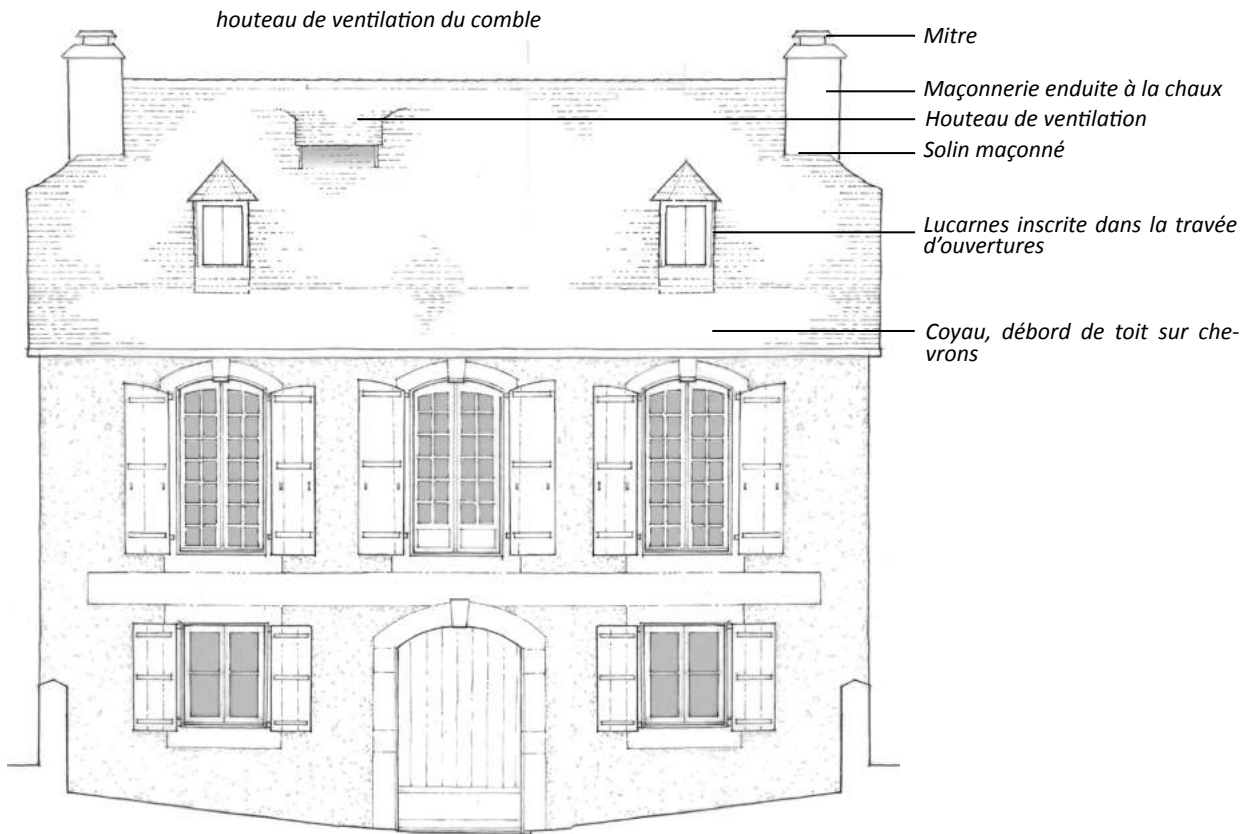 houteau de ventilation du comble
Mitre
Maçonnerie enduite à la chaux
Houteau de ventilation
Solin maçonné
Lucarnes inscrite dans la travée
d’ouvertures
Coyau, débord de toit sur che-
vrons